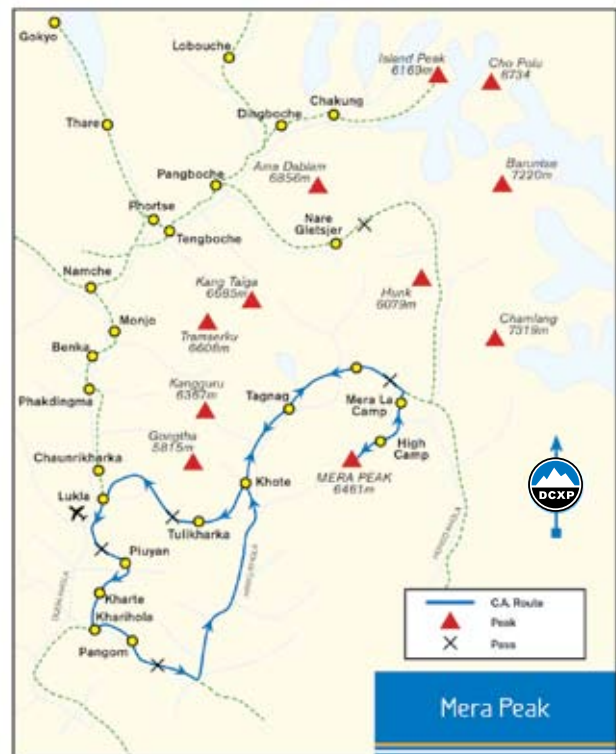 Gokyo
Lobouche
Island Peak
6169m
Cho Polu
6734
Thare
Dingboche
Chakung
Pangboche
Ama Dablam
6856m
Baruntse
7220m
Phortse
Tengboche
Nare
Gletsjer
Namche
Kang Taiga
6685m
Hunk
6079m
Monjo
Tramserku
6608m
Chamlang
7319m
Benka
Kangguru
6367m
Tagnag
Mera La
Camp
Phakdingma
High
Camp
Gongtha
5815m
Chaunrikharka
Khote
MERA PEAK
6461m
Lukla
DCXP
Tulikharka
Piuyan
Kharte
Kharihola
Pangom
C.A. Route
Peak
Pass
Mera Peak